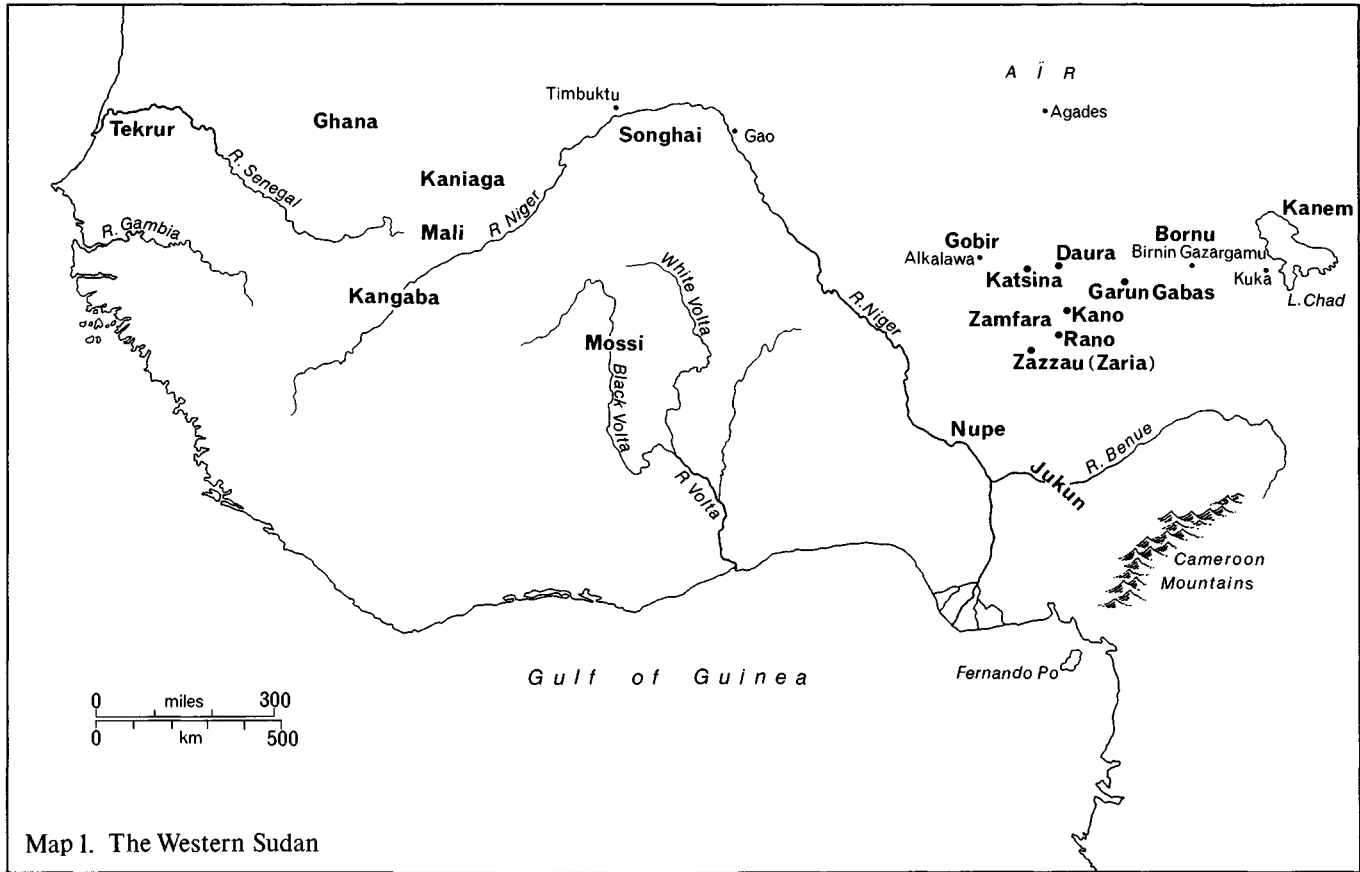 A Ï R
Timbuktu
Agades
Tekrur
Ghana
Songhai
Gao
R. Senegal
Kaniaga
R Niger
Kanem
R. Gambia
Mali
Gobir
Bornu
Alkalawa
Daura
Birnin Gazargamu
Katsina
Kuka
White Volta
Garun Gabas
L. Chad
Kangaba
R. Niger
Zamfara
Kano
Mossi
Rano
Zazzau (Zaria)
Black Volta
Nupe
R. Benue
Jukun
R Volta
Cameroon
Mountains
Gulf of Guinea
Fernando Po
0 miles 300
0 km 500
Map 1. The Western Sudan